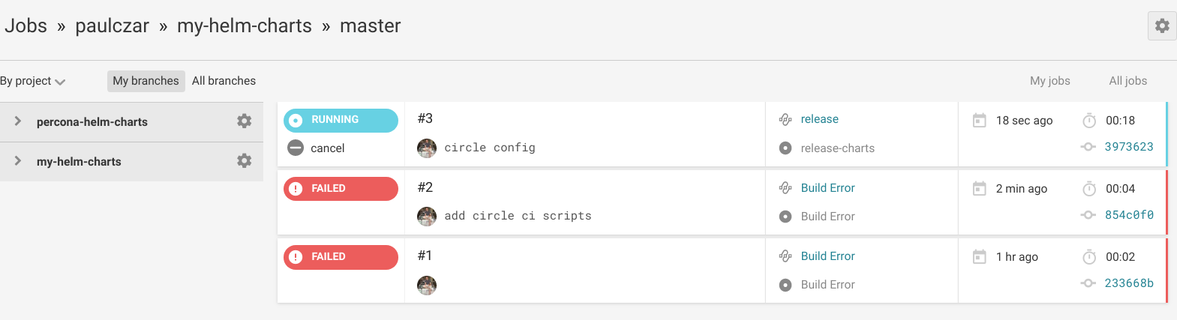 Jobs » paulczar » my-helm-charts » master
By project My branches All branches My jobs All jobs
percona-helm-charts
my-helm-charts
RUNNING #3 release 18 sec ago 00:18
cancel circle config release-charts 3973623
FAILED #2 Build Error 2 min ago 00:04
add circle ci scripts Build Error 854c0f0
FAILED #1 Build Error 1 hr ago 00:02
Build Error 233668b